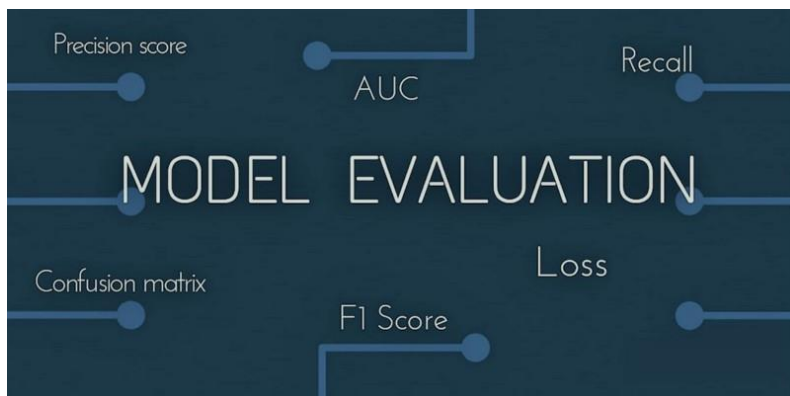 Precision score
Recall
AUC
MODEL EVALUATION
Loss
Confusion matrix
F1 Score